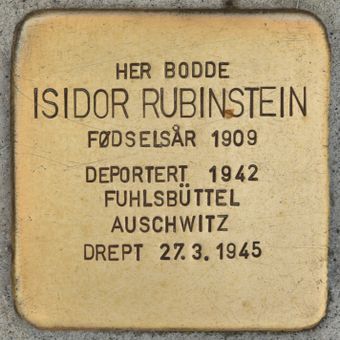 HER BODDE
ISIDOR RUBINSTEIN
FØDSELSÅR 1909
DEPORTERT 1942
FUHLSBÜTTEL
AUSCHWITZ
DREPT 27.3.1945